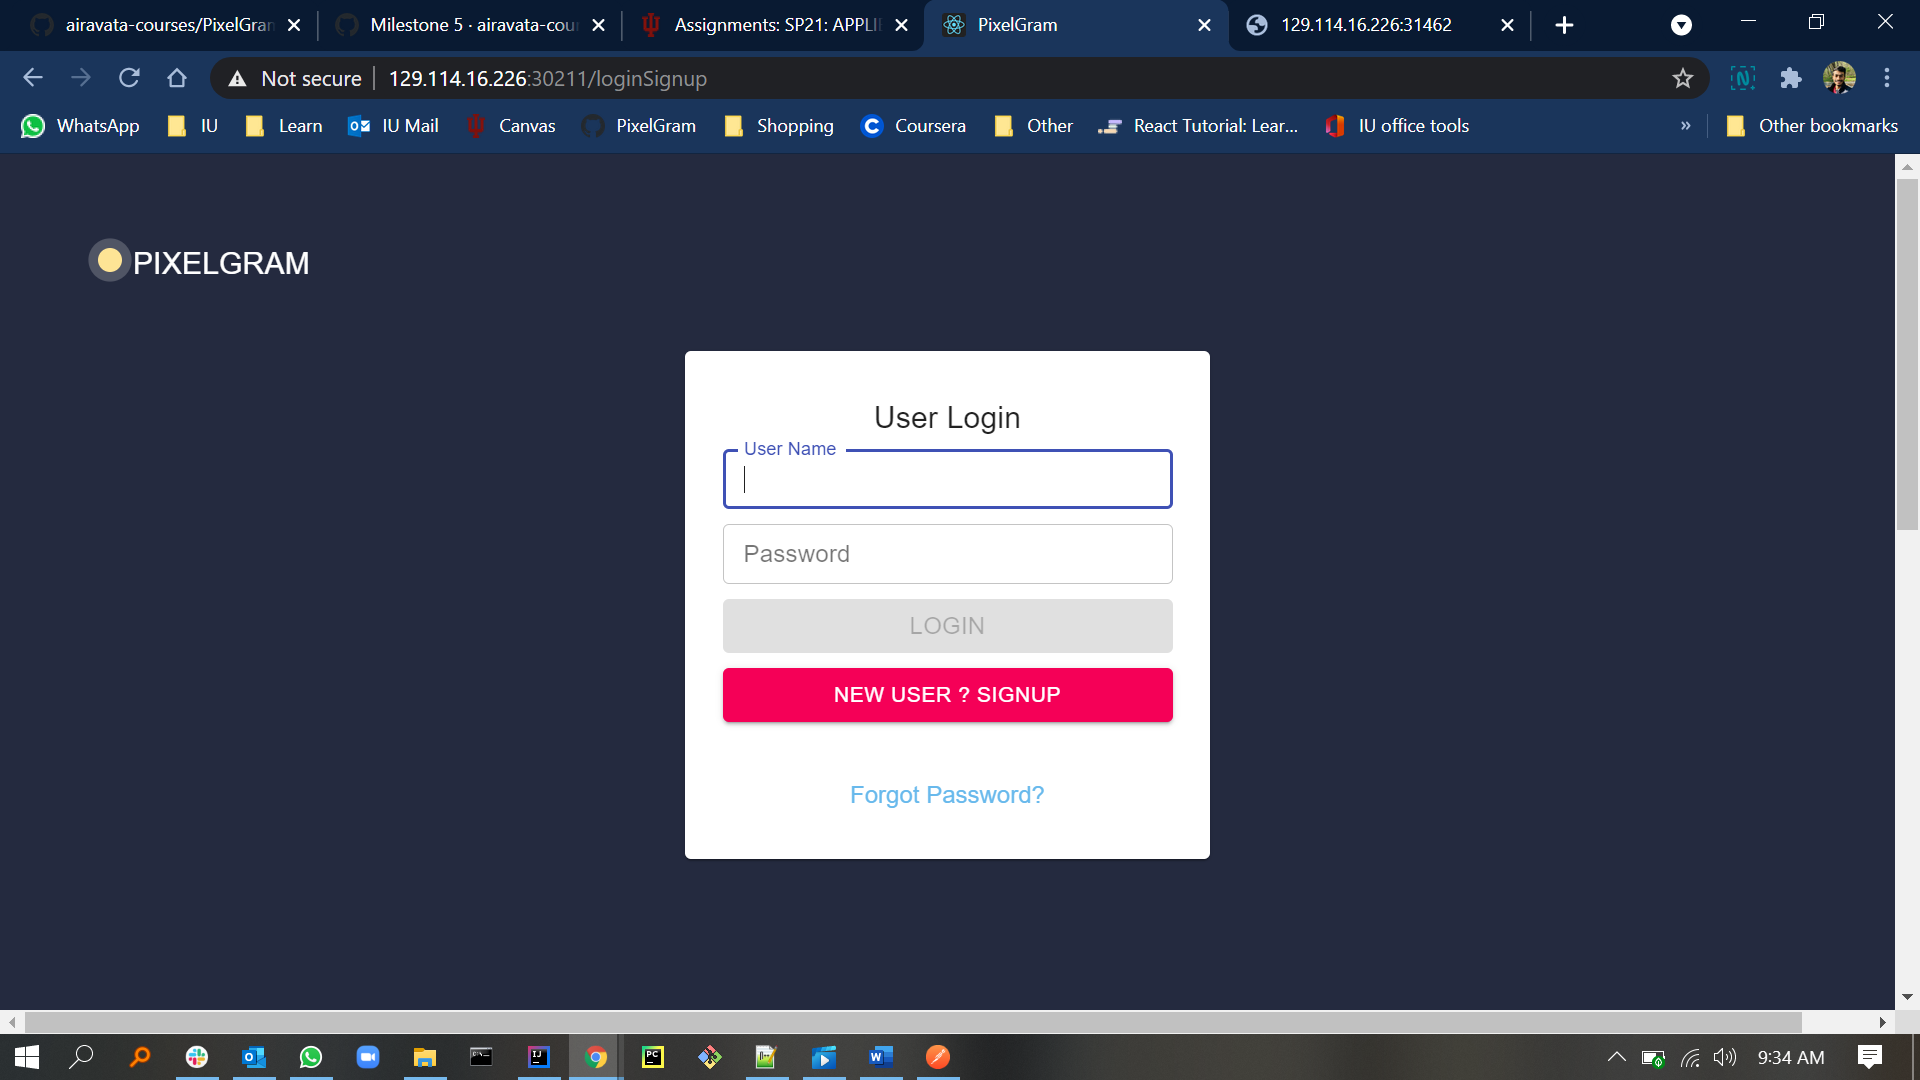 airavata-courses/PixelGram
Milestone 5 · airavata-cou
Assignments: SP21: APPLI
PixelGram
129.114.16.226:31462
Not secure
129.114.16.226:30211/loginSignup
WhatsApp
IU
Learn
IU Mail
Canvas
PixelGram
Shopping
Coursera
Other
React Tutorial: Lear...
IU office tools
»
Other bookmarks
PIXELGRAM
User Login
User Name
Password
LOGIN
NEW USER ? SIGNUP
Forgot Password?
9:34 AM